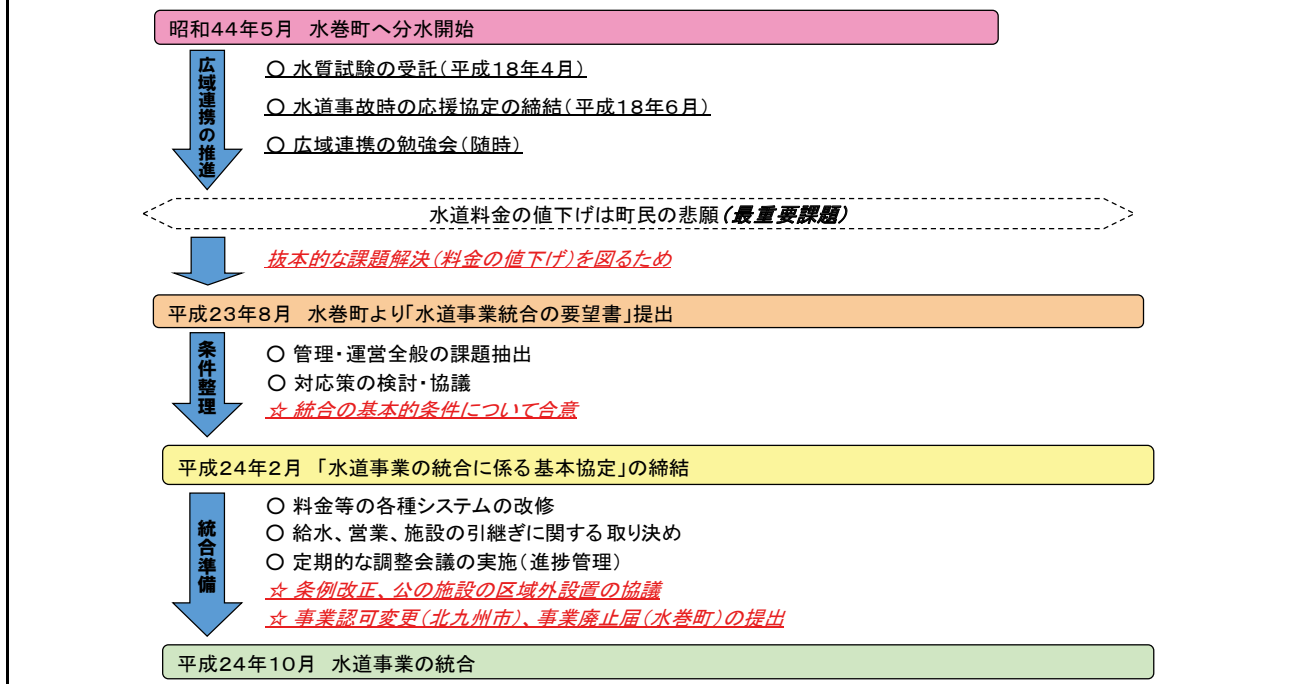 昭和44年5月 水巻町へ分水開始
広域連携の推進
○ 水質試験の受託(平成18年4月)
○ 水道事故時の応援協定の締結(平成18年6月)
○ 広域連携の勉強会(随時)
水道料金の値下げは町民の悲願(最重要課題)
抜本的な課題解決(料金の値下げ)を図るため
平成23年8月 水巻町より「水道事業統合の要望書」提出
条件整理
○ 管理・運営全般の課題抽出
○ 対応策の検討・協議
☆ 統合の基本的条件について合意
平成24年2月 「水道事業の統合に係る基本協定」の締結
統合準備
○ 料金等の各種システムの改修
○ 給水、営業、施設の引継ぎに関する取り決め
○ 定期的な調整会議の実施(進捗管理)
☆ 条例改正、公の施設の区域外設置の協議
☆ 事業認可変更(北九州市)、事業廃止届(水巻町)の提出
平成24年10月 水道事業の統合